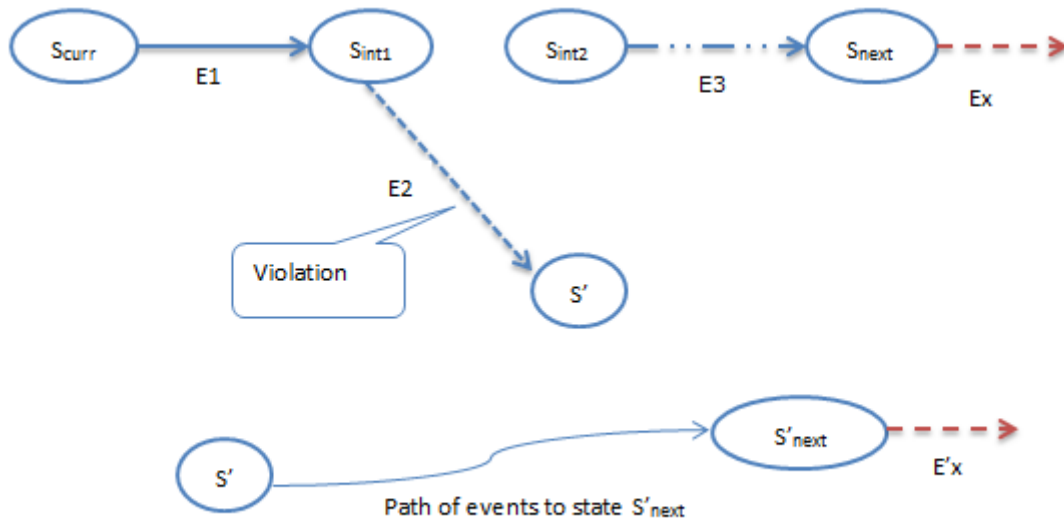 Scurr
Sint1
Sint2
Snext
E1
E3
Ex
E2
Violation
S'
S'next
S'
E'x
Path of events to state S'next